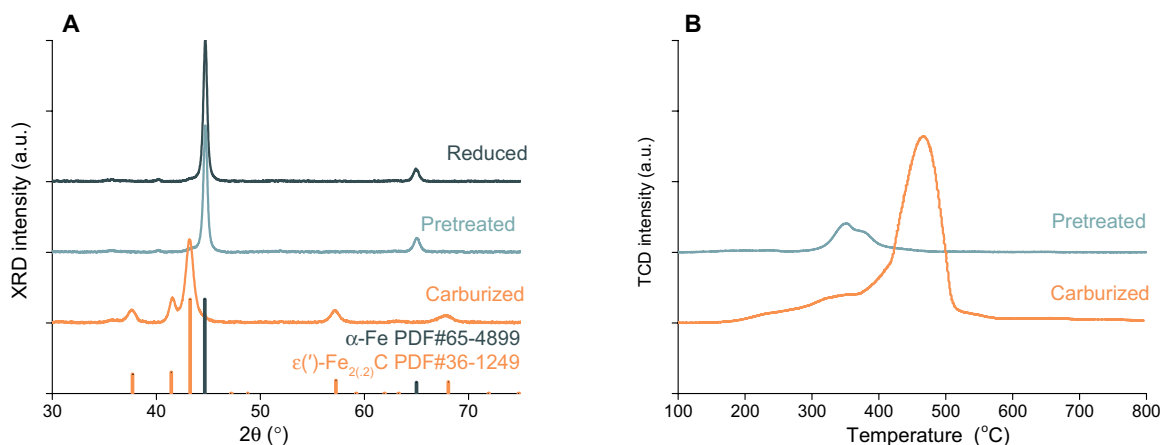 A
XRD intensity (a.u.)
Reduced
Pretreated
Carburized
α-Fe PDF#65-4899
ε(′)-Fe2(.2)C PDF#36-1249
30 40 50 60 70
2θ (°)
B
TCD intensity (a.u.)
Pretreated
Carburized
100 200 300 400 500 600 700 800
Temperature (°C)